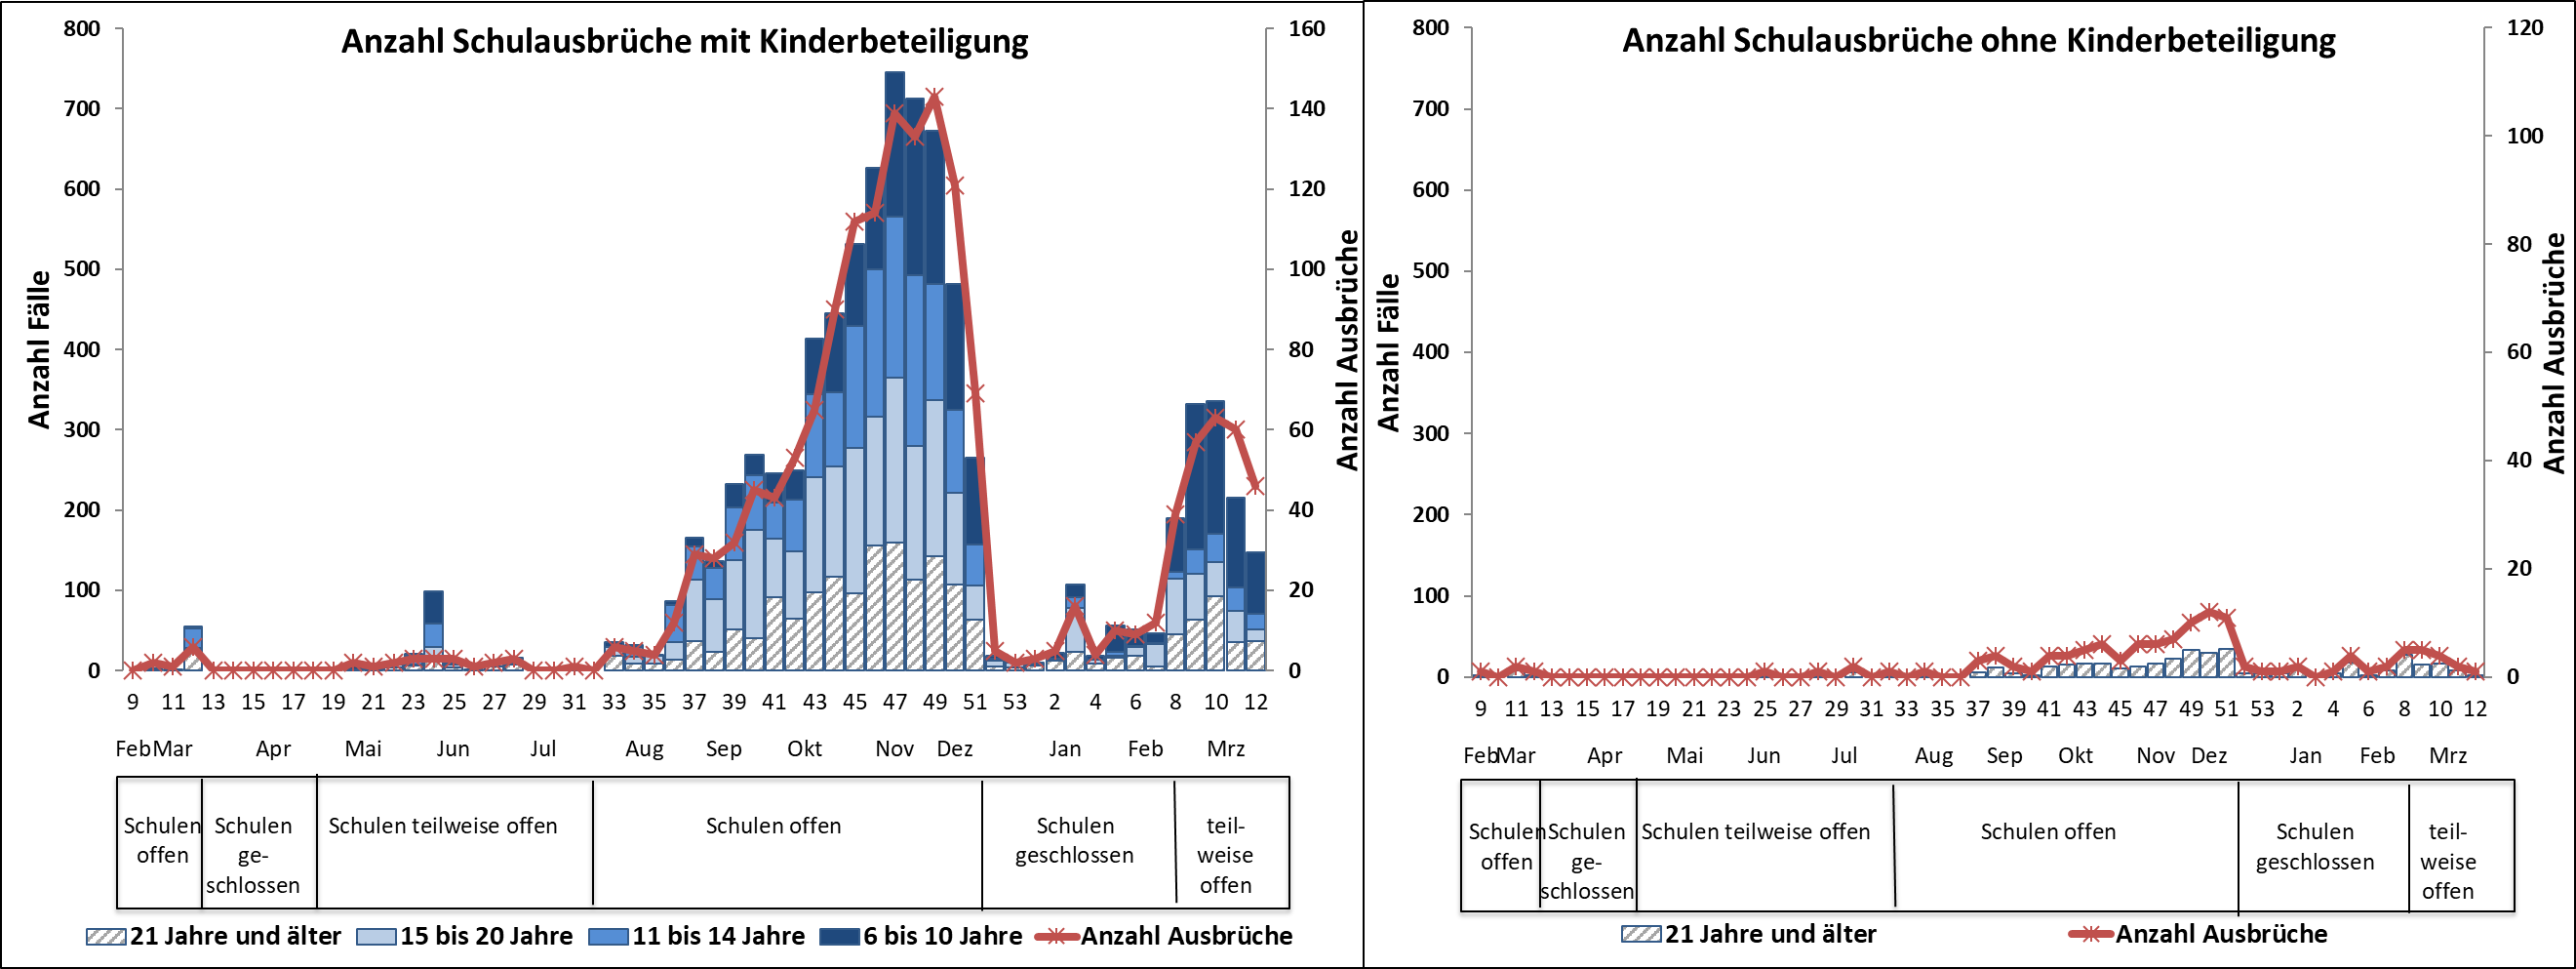 Anzahl Schulausbrüche mit Kinderbeteiligung
Anzahl Fälle
800
700
600
500
400
300
200
100
0
160
140
120
100
80
60
40
20
0
Anzahl Ausbrüche
9 11 13 15 17 19 21 23 25 27 29 31 33 35 37 39 41 43 45 47 49 51 53 2 4 6 8 10 12
Feb Mar Apr Mai Jun Jul Aug Sep Okt Nov Dez Jan Feb Mrz
Schulen
offen
Schulen
ge-
schlossen
Schulen teilweise offen
Schulen offen
Schulen
geschlossen
teil-
weise
offen
21 Jahre und älter 15 bis 20 Jahre 11 bis 14 Jahre 6 bis 10 Jahre Anzahl Ausbrüche
Anzahl Schulausbrüche ohne Kinderbeteiligung
Anzahl Fälle
800
700
600
500
400
300
200
100
0
120
100
80
60
40
20
0
Anzahl Ausbrüche
9 11 13 15 17 19 21 23 25 27 29 31 33 35 37 39 41 43 45 47 49 51 53 2 4 6 8 10 12
Feb Mar Apr Mai Jun Jul Aug Sep Okt Nov Dez Jan Feb Mrz
Schulen
offen
Schulen
ge-
schlossen
Schulen teilweise offen
Schulen offen
Schulen
geschlossen
teil-
weise
offen
21 Jahre und älter Anzahl Ausbrüche